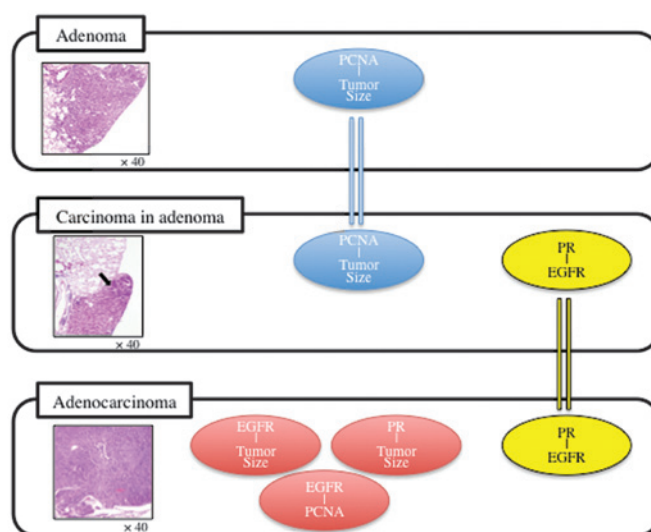 Adenoma
PCNA
Tumor
Size
× 40
Carcinoma in adenoma
PCNA
Tumor
Size
PR
EGFR
× 40
Adenocarcinoma
EGFR
Tumor
Size
PR
Tumor
Size
PR
EGFR
EGFR
PCNA
× 40